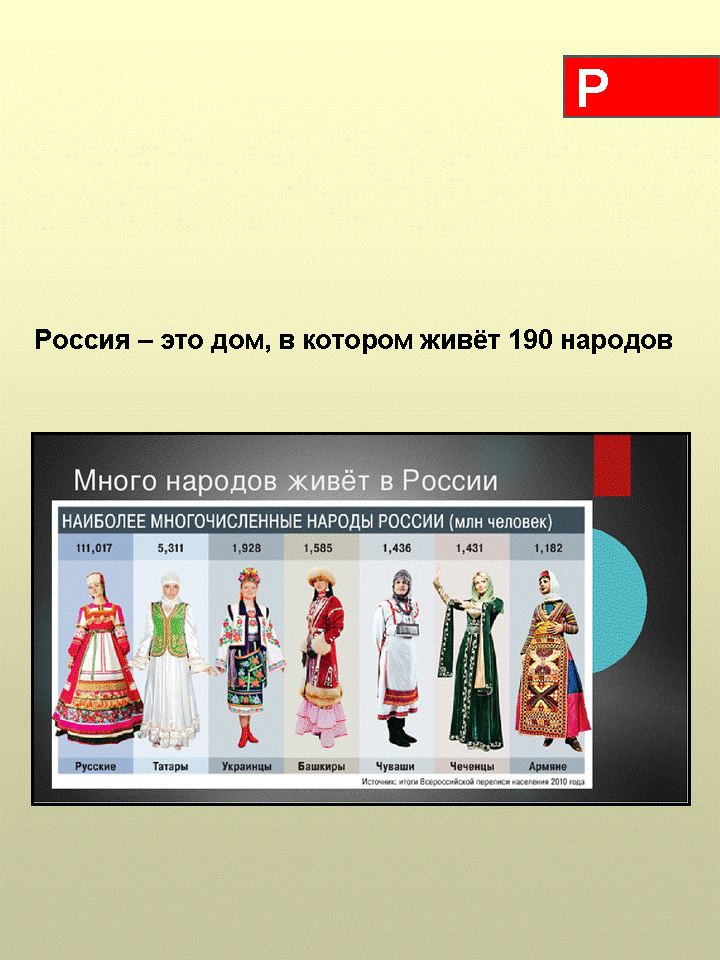 Р
Россия – это дом, в котором живёт 190 народов
Много народов живёт в России
НАИБОЛЕЕ МНОГОЧИСЛЕННЫЕ НАРОДЫ РОССИИ (млн человек)
111,017 5,311 1,928 1,585 1,436 1,431 1,182
Русские Татары Украинцы Башкиры Чуваши Чеченцы Армяне
Источник: итоги Всероссийской переписи населения 2010 года